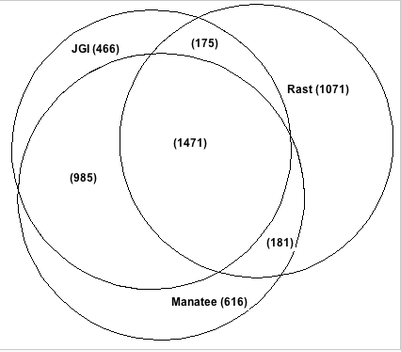 (175)
JGI (466)
Rast (1071)
(1471)
(985)
(181)
Manatee (616)